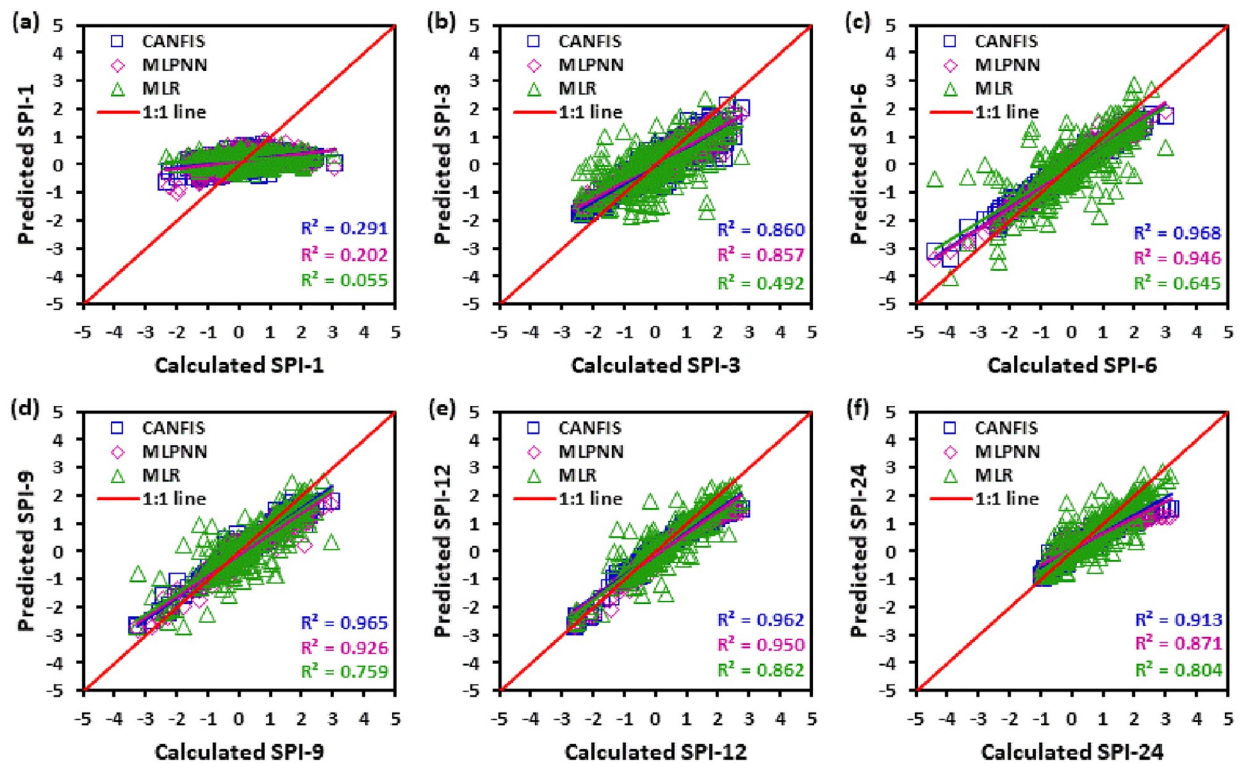 (a)
5
4
3
2
1
0
-1
-2
-3
-4
-5
Predicted SPI-1
CANFIS
MLPNN
MLR
1:1 line
R² = 0.291
R² = 0.202
R² = 0.055
-5 -4 -3 -2 -1 0 1 2 3 4 5
Calculated SPI-1
(b)
5
4
3
2
1
0
-1
-2
-3
-4
-5
Predicted SPI-3
CANFIS
MLPNN
MLR
1:1 line
R² = 0.860
R² = 0.857
R² = 0.492
-5 -4 -3 -2 -1 0 1 2 3 4 5
Calculated SPI-3
(c)
5
4
3
2
1
0
-1
-2
-3
-4
-5
Predicted SPI-6
CANFIS
MLPNN
MLR
1:1 line
R² = 0.968
R² = 0.946
R² = 0.645
-5 -4 -3 -2 -1 0 1 2 3 4 5
Calculated SPI-6
(d)
5
4
3
2
1
0
-1
-2
-3
-4
-5
Predicted SPI-9
CANFIS
MLPNN
MLR
1:1 line
R² = 0.965
R² = 0.926
R² = 0.759
-5 -4 -3 -2 -1 0 1 2 3 4 5
Calculated SPI-9
(e)
5
4
3
2
1
0
-1
-2
-3
-4
-5
Predicted SPI-12
CANFIS
MLPNN
MLR
1:1 line
R² = 0.962
R² = 0.950
R² = 0.862
-5 -4 -3 -2 -1 0 1 2 3 4 5
Calculated SPI-12
(f)
5
4
3
2
1
0
-1
-2
-3
-4
-5
Predicted SPI-24
CANFIS
MLPNN
MLR
1:1 line
R² = 0.913
R² = 0.871
R² = 0.804
-5 -4 -3 -2 -1 0 1 2 3 4 5
Calculated SPI-24